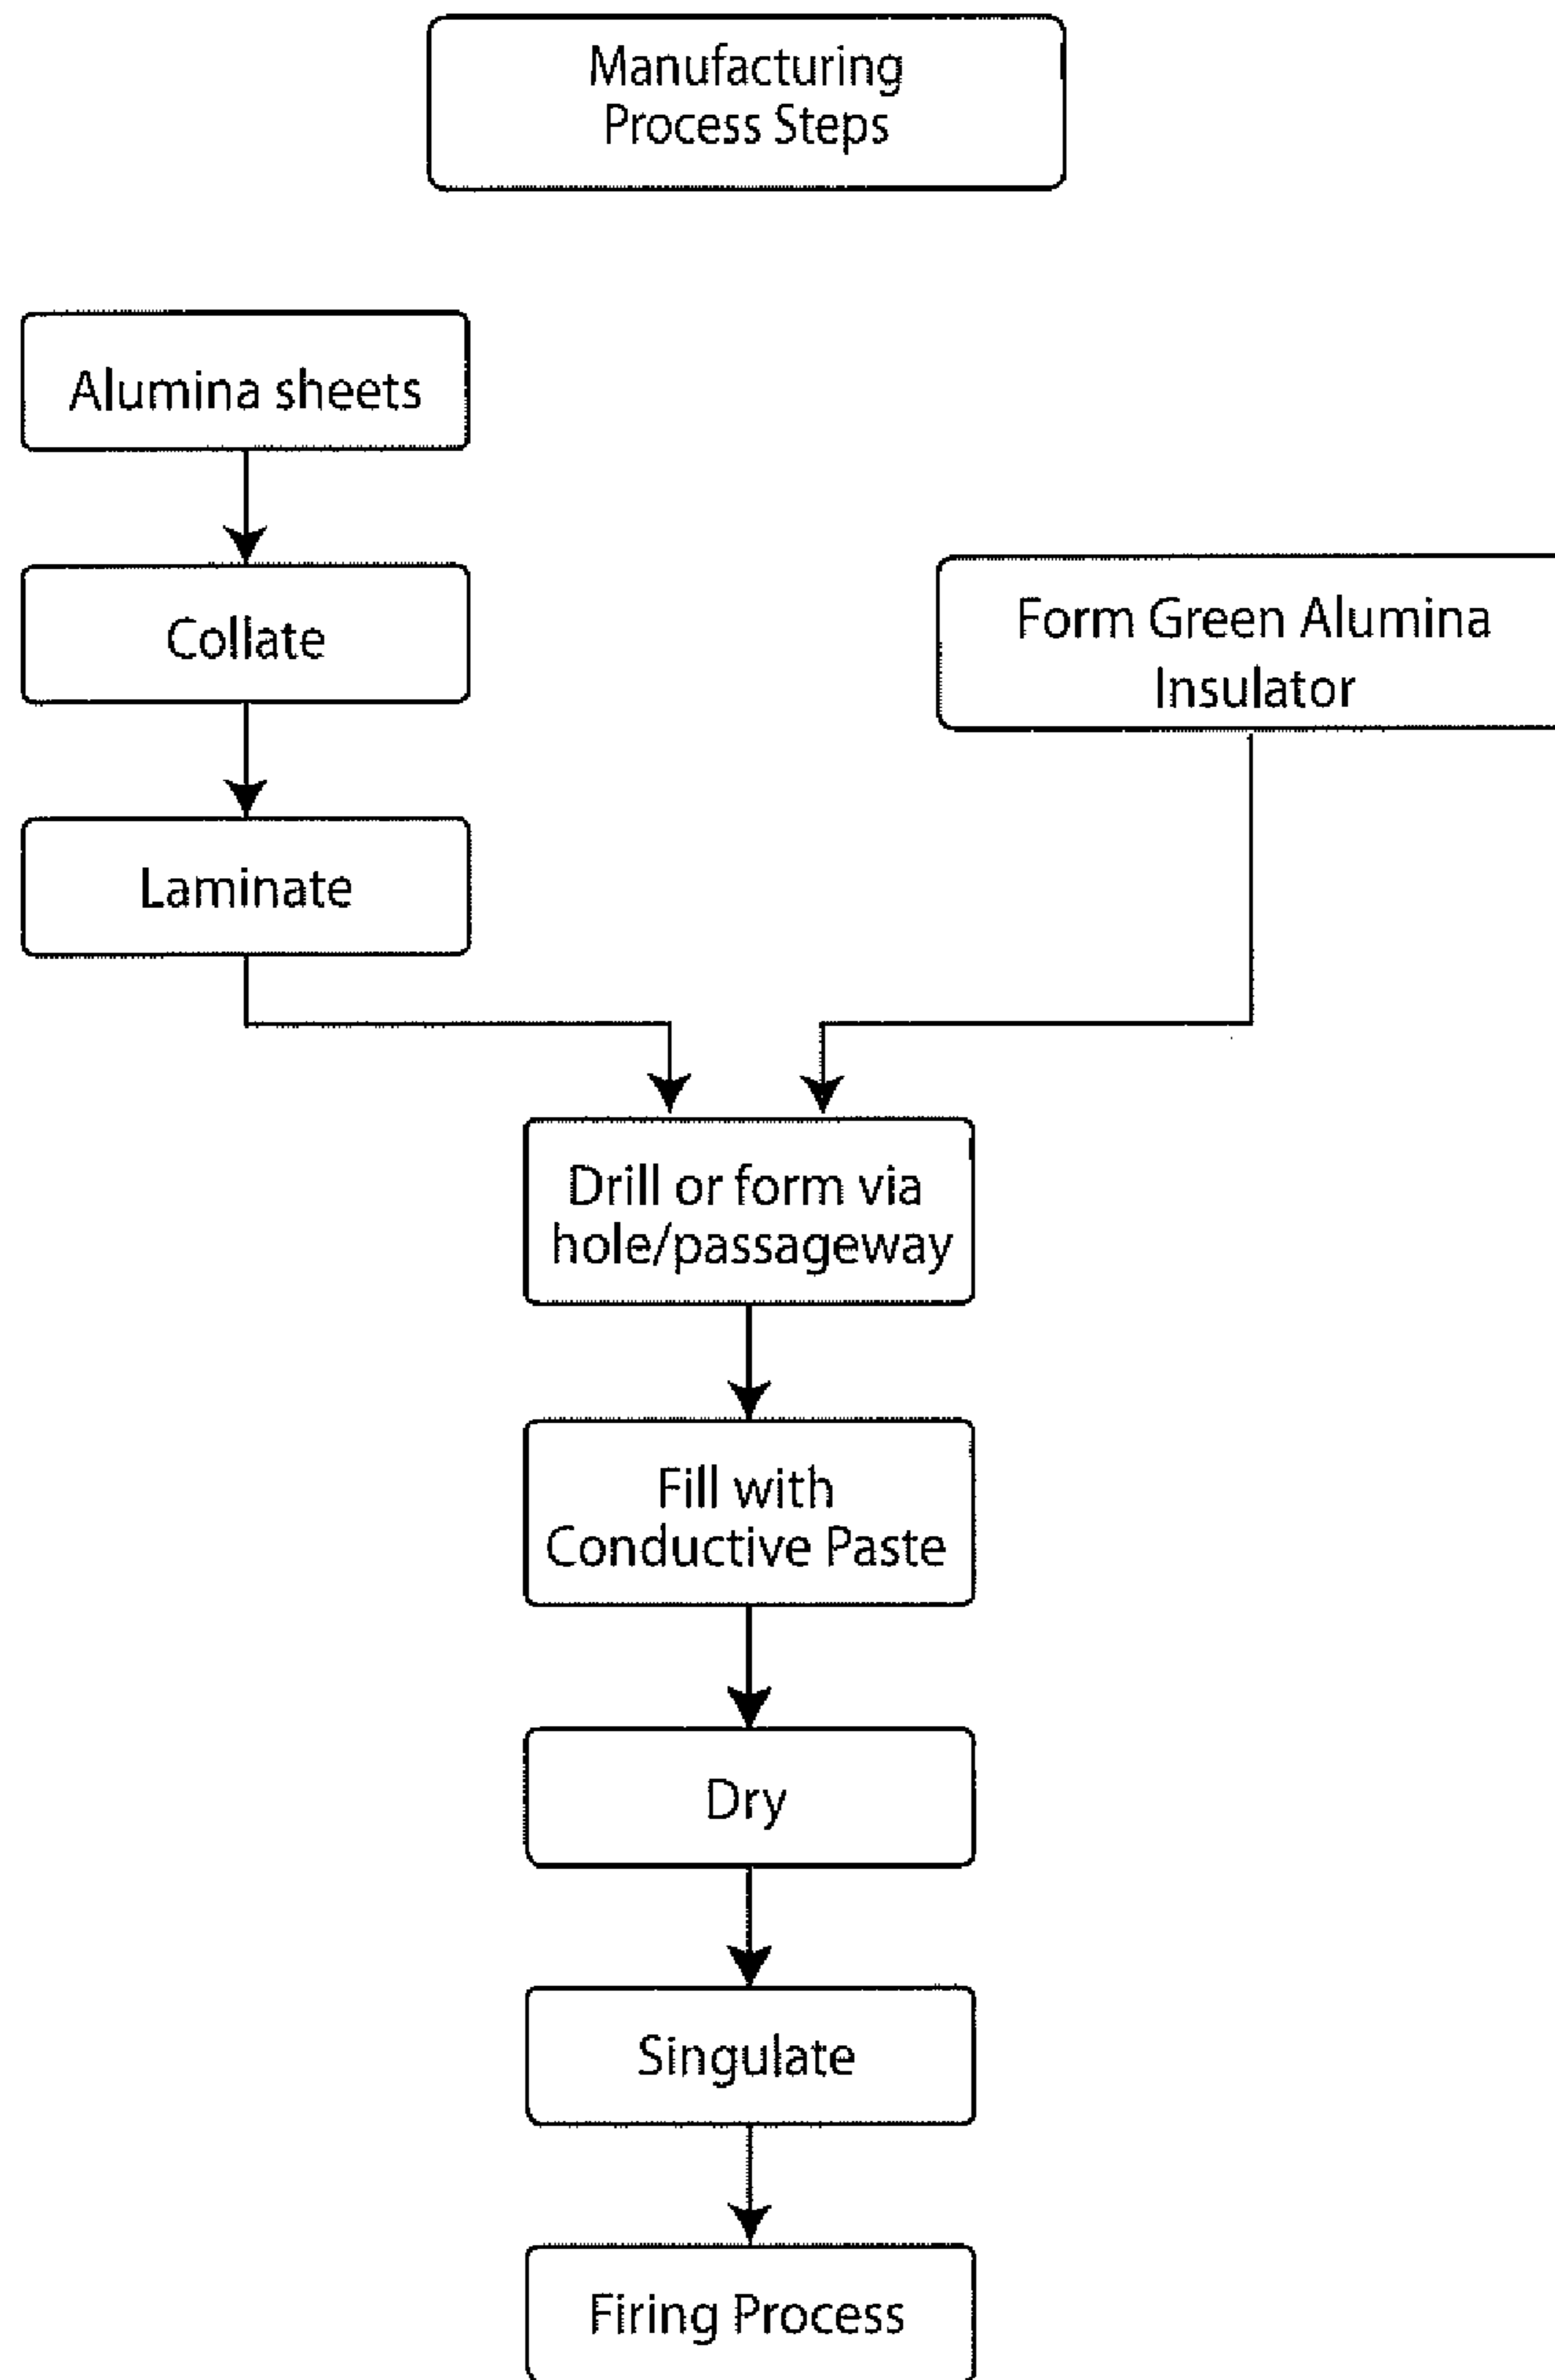 Manufacturing
Process Steps
Alumina sheets
Collate
Form Green Alumina
Insulator
Laminate
Drill or form via
hole/passageway
Fill with
Conductive Paste
Dry
Singulate
Firing Process